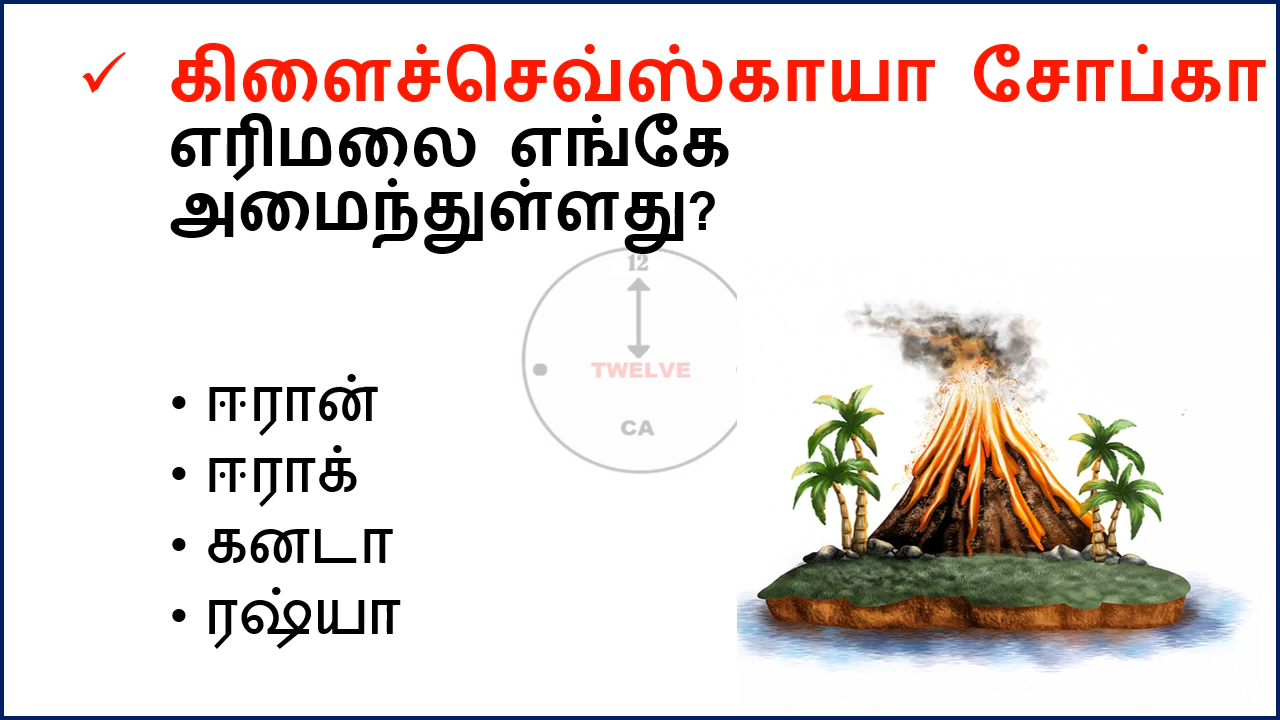 ✓ கிளைச்செவ்ஸ்காயா சோப்கா
எரிமலை எங்கே
அமைந்துள்ளது?
12
TWELVE
CA
• ஈரான்
• ஈராக்
• கனடா
• ரஷ்யா